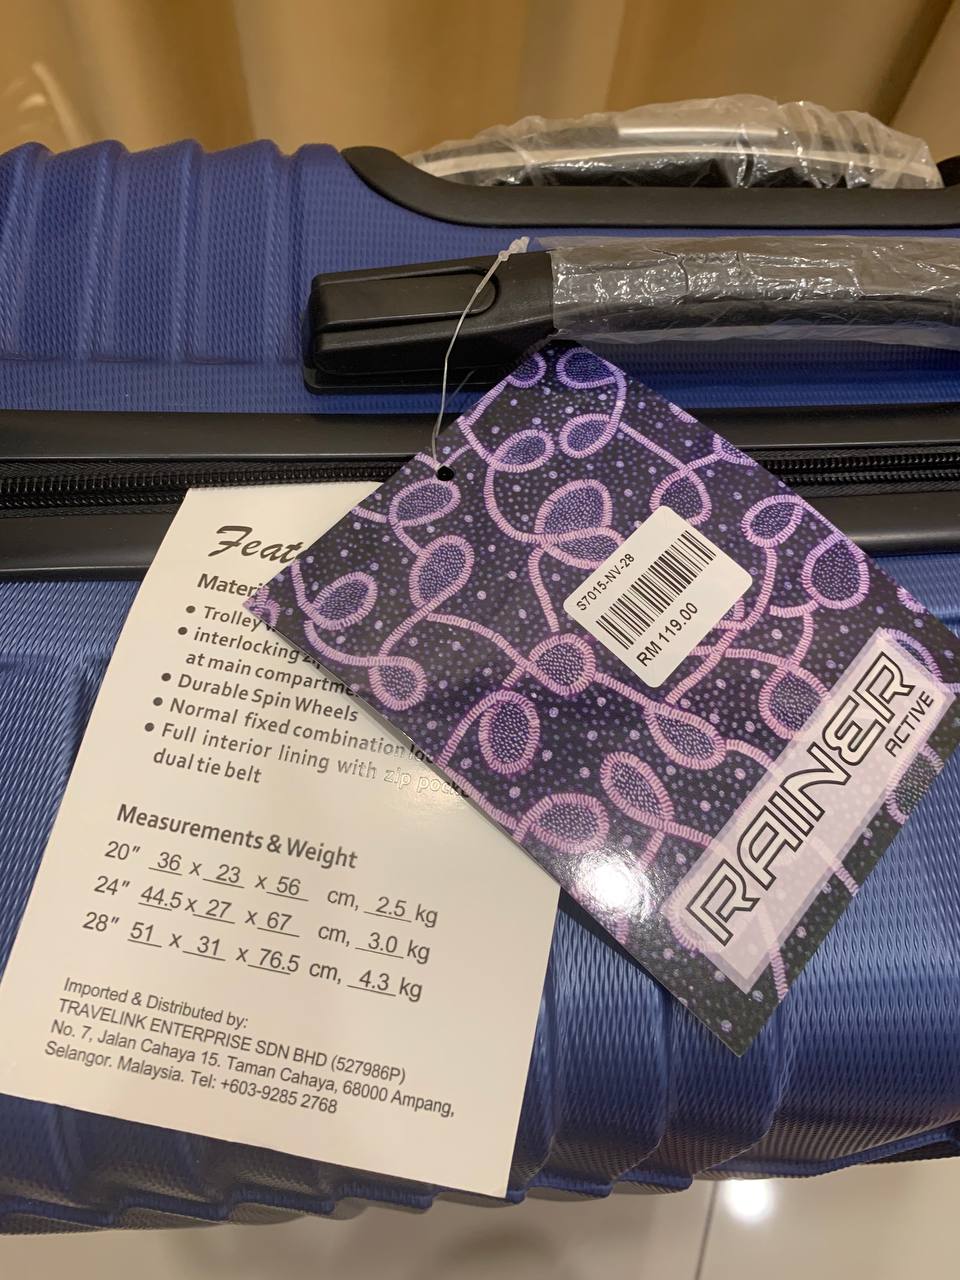 Feat
Materi
• Trolley
• interlocking zi
at main compartme
• Durable Spin Wheels
• Normal fixed combination lo
• Full interior lining with zip pock
dual tie belt
Measurements & Weight
20" 36 x 23 x 56 cm, 2.5 kg
24" 44.5 x 27 x 67 cm, 3.0 kg
28" 51 x 31 x 76.5 cm, 4.3 kg
Imported & Distributed by:
TRAVELINK ENTERPRISE SDN BHD (527986P)
No. 7, Jalan Cahaya 15. Taman Cahaya, 68000 Ampang,
Selangor. Malaysia. Tel: +603-9285 2768
S7015-NV-28
RM 119.00
RAINER
ACTIVE